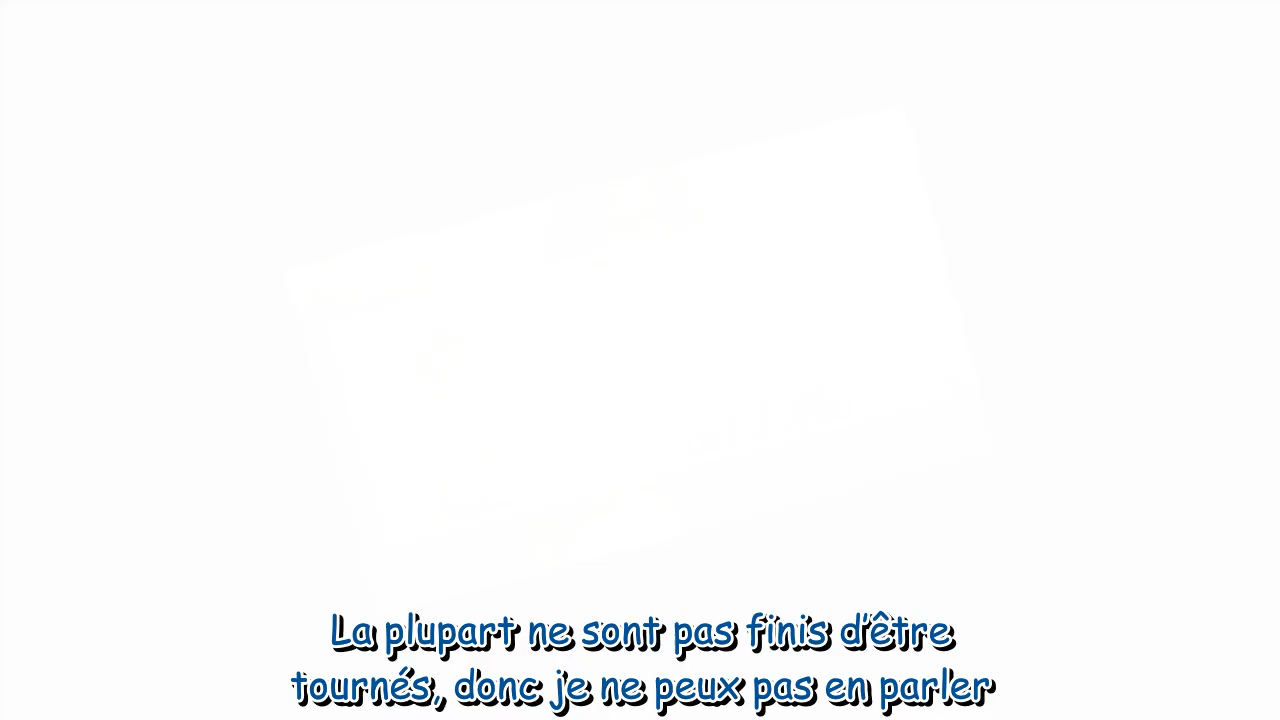 La plupart ne sont pas finis d'être
tournés, donc je ne peux pas en parler